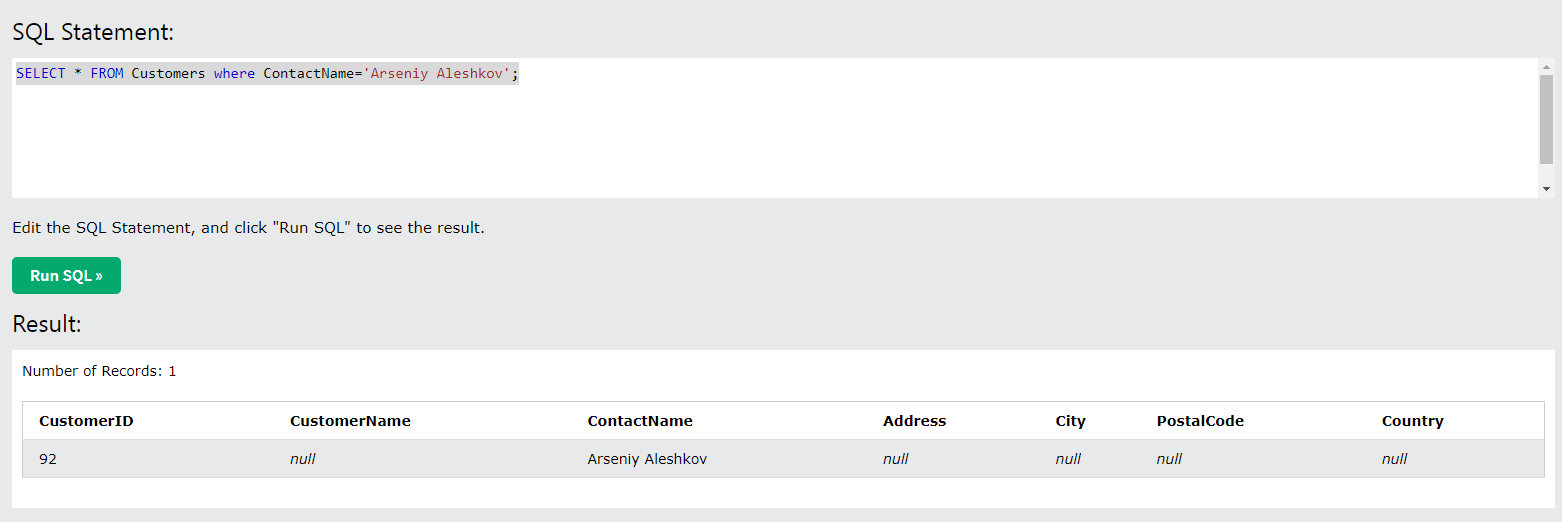 SQL Statement:
SELECT * FROM Customers where ContactName='Arseniy Aleshkov';
Edit the SQL Statement, and click "Run SQL" to see the result.
Run SQL »
Result:
Number of Records: 1
CustomerID CustomerName ContactName Address City PostalCode Country
92 null Arseniy Aleshkov null null null null